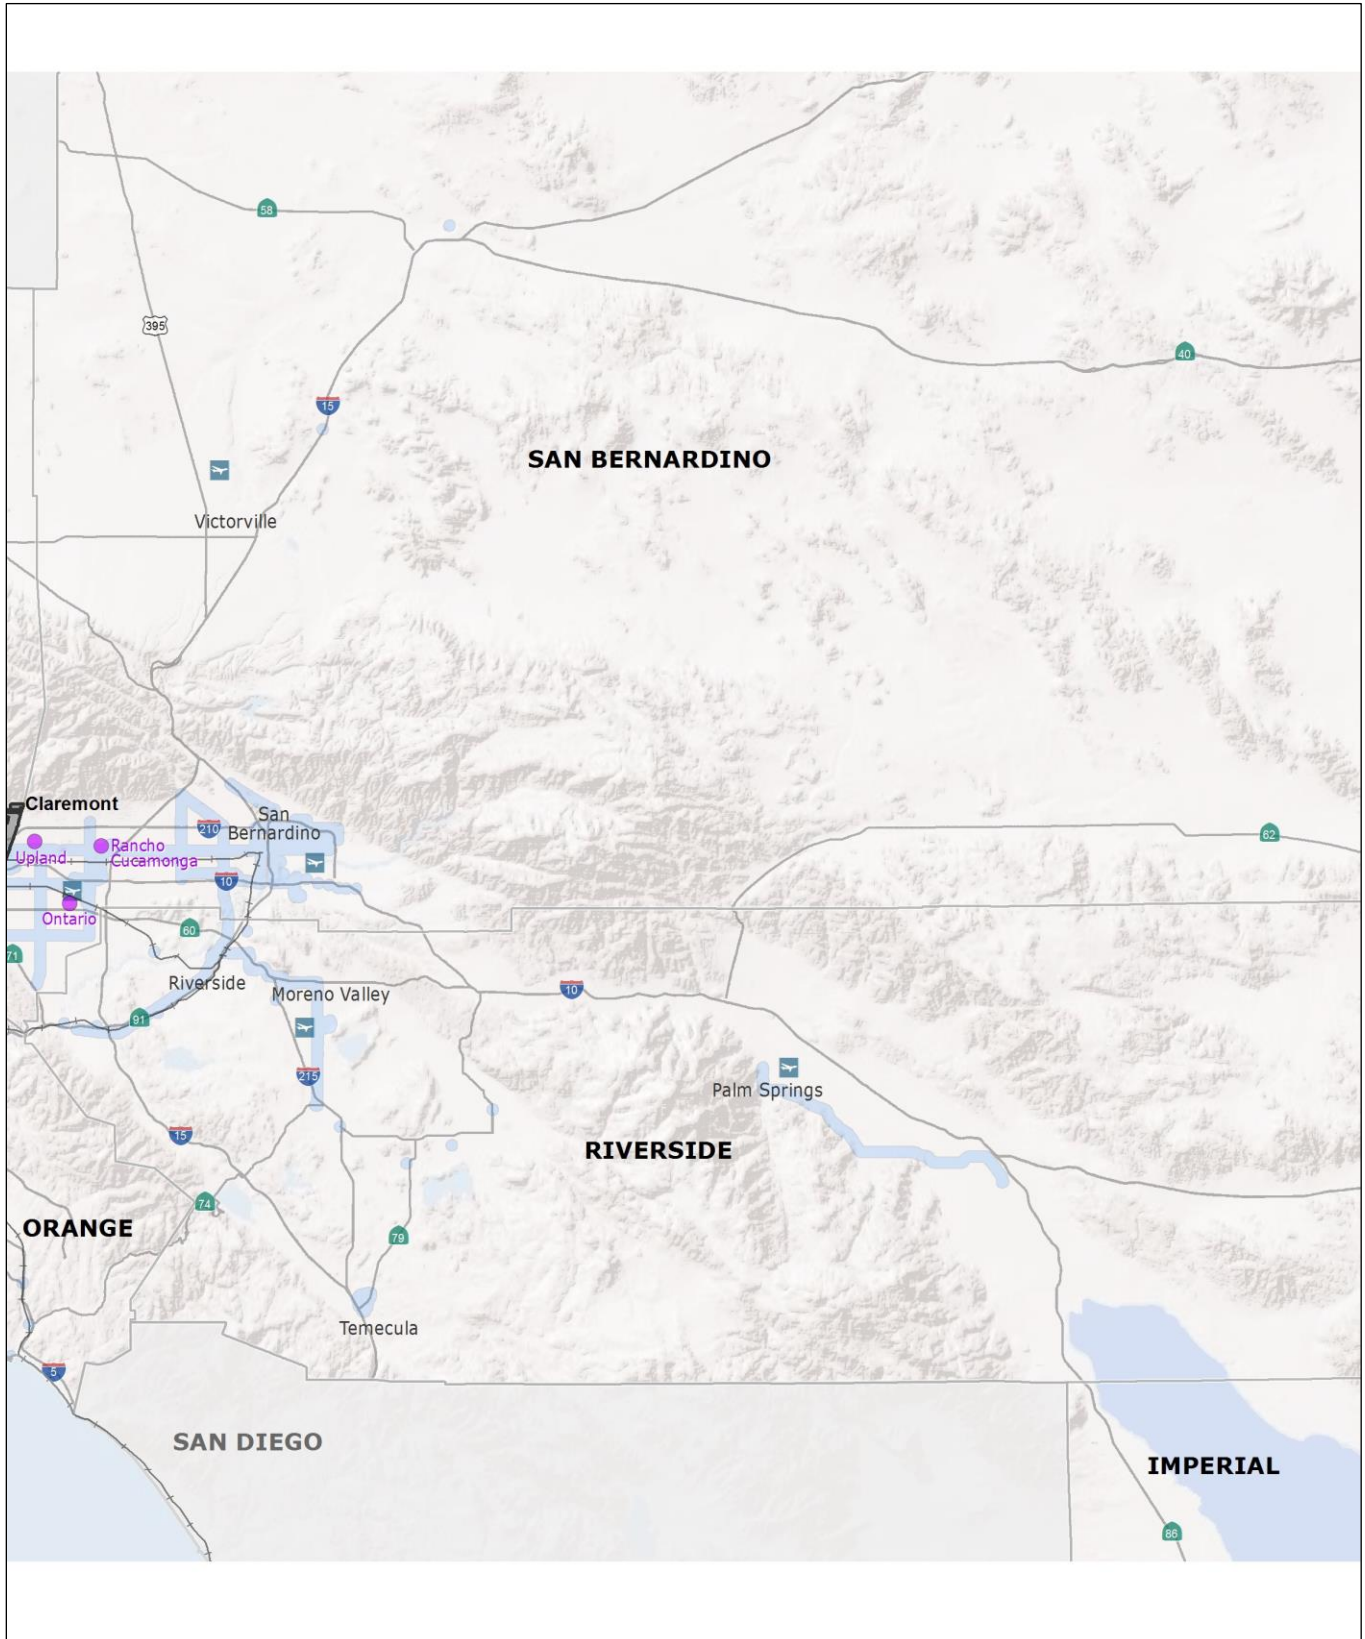 58
395
40
15
SAN BERNARDINO
Victorville
Claremont
San
Bernardino
210
62
Upland
Rancho
Cucamonga
10
Ontario
60
71
Riverside
Moreno Valley
10
91
215
Palm Springs
15
RIVERSIDE
74
ORANGE
79
Temecula
5
SAN DIEGO
IMPERIAL
86